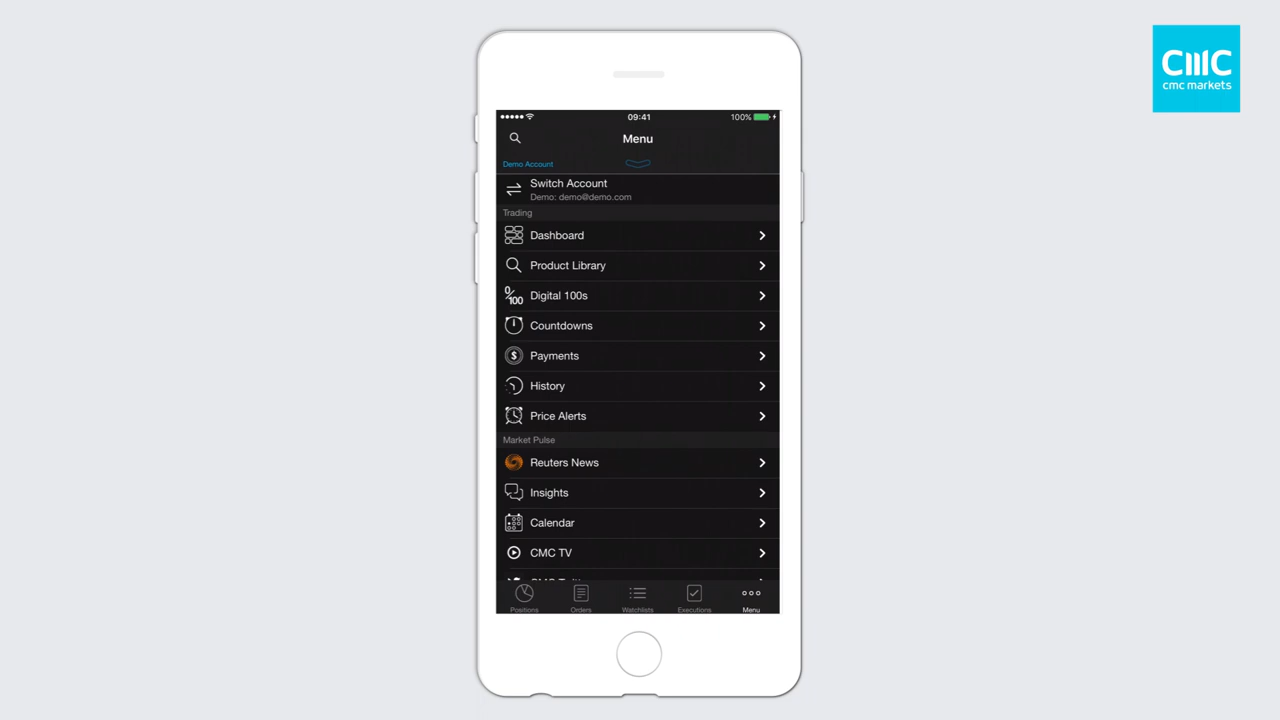 CMC
cmc markets
09:41
100%
Menu
Demo Account
Switch Account
Demo: demo@demo.com
Trading
Dashboard
Product Library
0/100
Digital 100s
Countdowns
Payments
History
Price Alerts
Market Pulse
Reuters News
Insights
Calendar
CMC TV
Positions
Orders
Watchlists
Executions
Menu